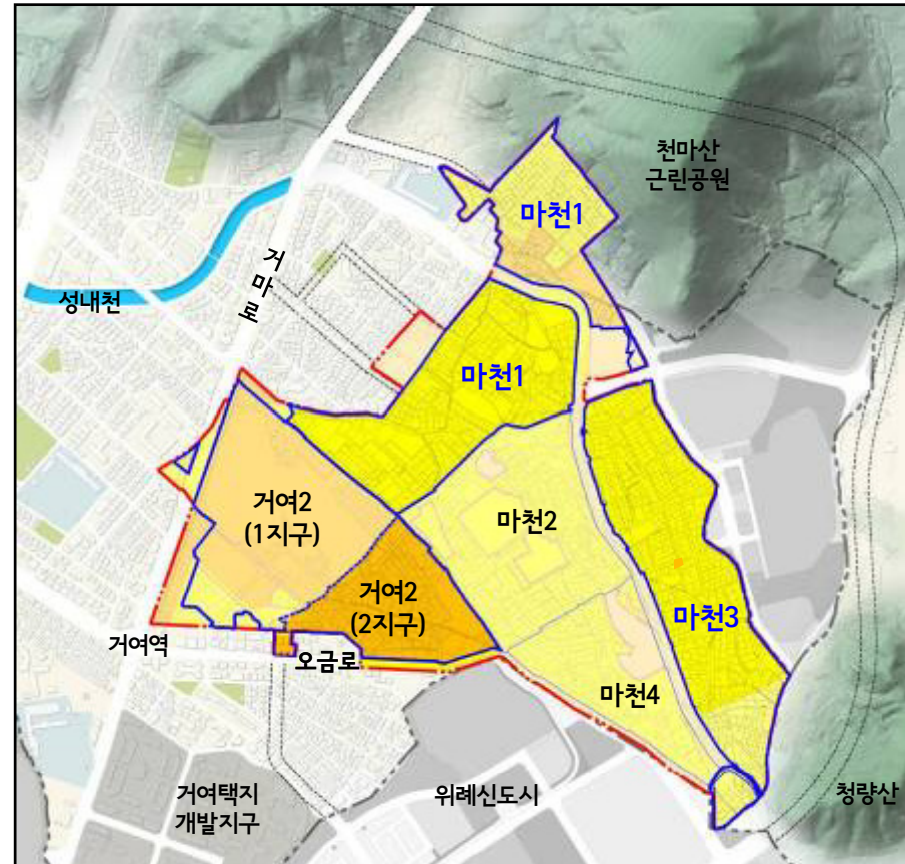 천마산
근린공원
마천1
거마로
성내천
마천1
거여2
(1지구)
마천2
거여2
(2지구)
마천3
거여역
오금로
마천4
거여택지
개발지구
위례신도시
청량산